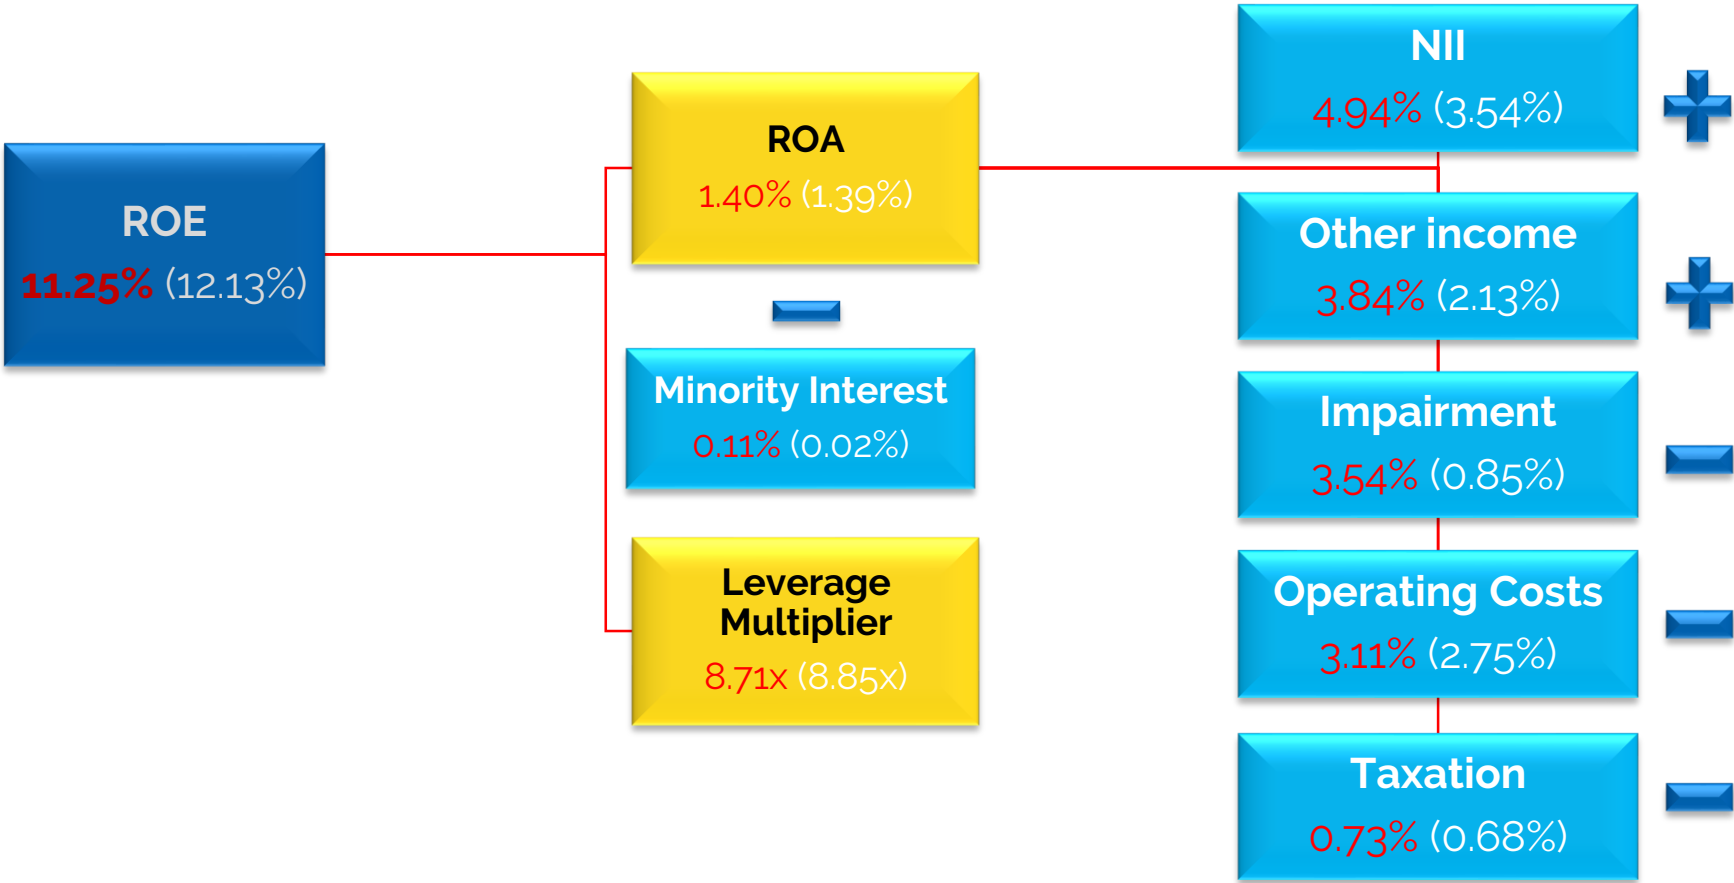 ROE
11.25% (12.13%)
ROA
1.40% (1.39%)
Minority Interest
0.11% (0.02%)
Leverage
Multiplier
8.71x (8.85x)
NII
4.94% (3.54%)
Other income
3.84% (2.13%)
Impairment
3.54% (0.85%)
Operating Costs
3.11% (2.75%)
Taxation
0.73% (0.68%)